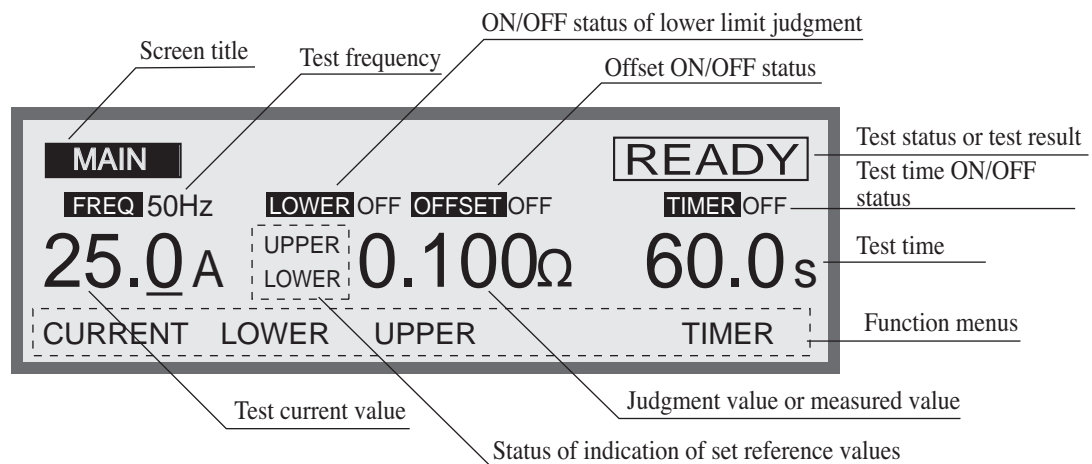 ON/OFF status of lower limit judgment
Screen title
Test frequency
Offset ON/OFF status
MAIN
READY
Test status or test result
Test time ON/OFF
status
FREQ 50Hz
LOWER OFF OFFSET OFF
TIMER OFF
25.0 A
UPPER
LOWER
0.100Ω
60.0 s
Test time
CURRENT LOWER UPPER TIMER
Function menus
Test current value
Judgment value or measured value
Status of indication of set reference values